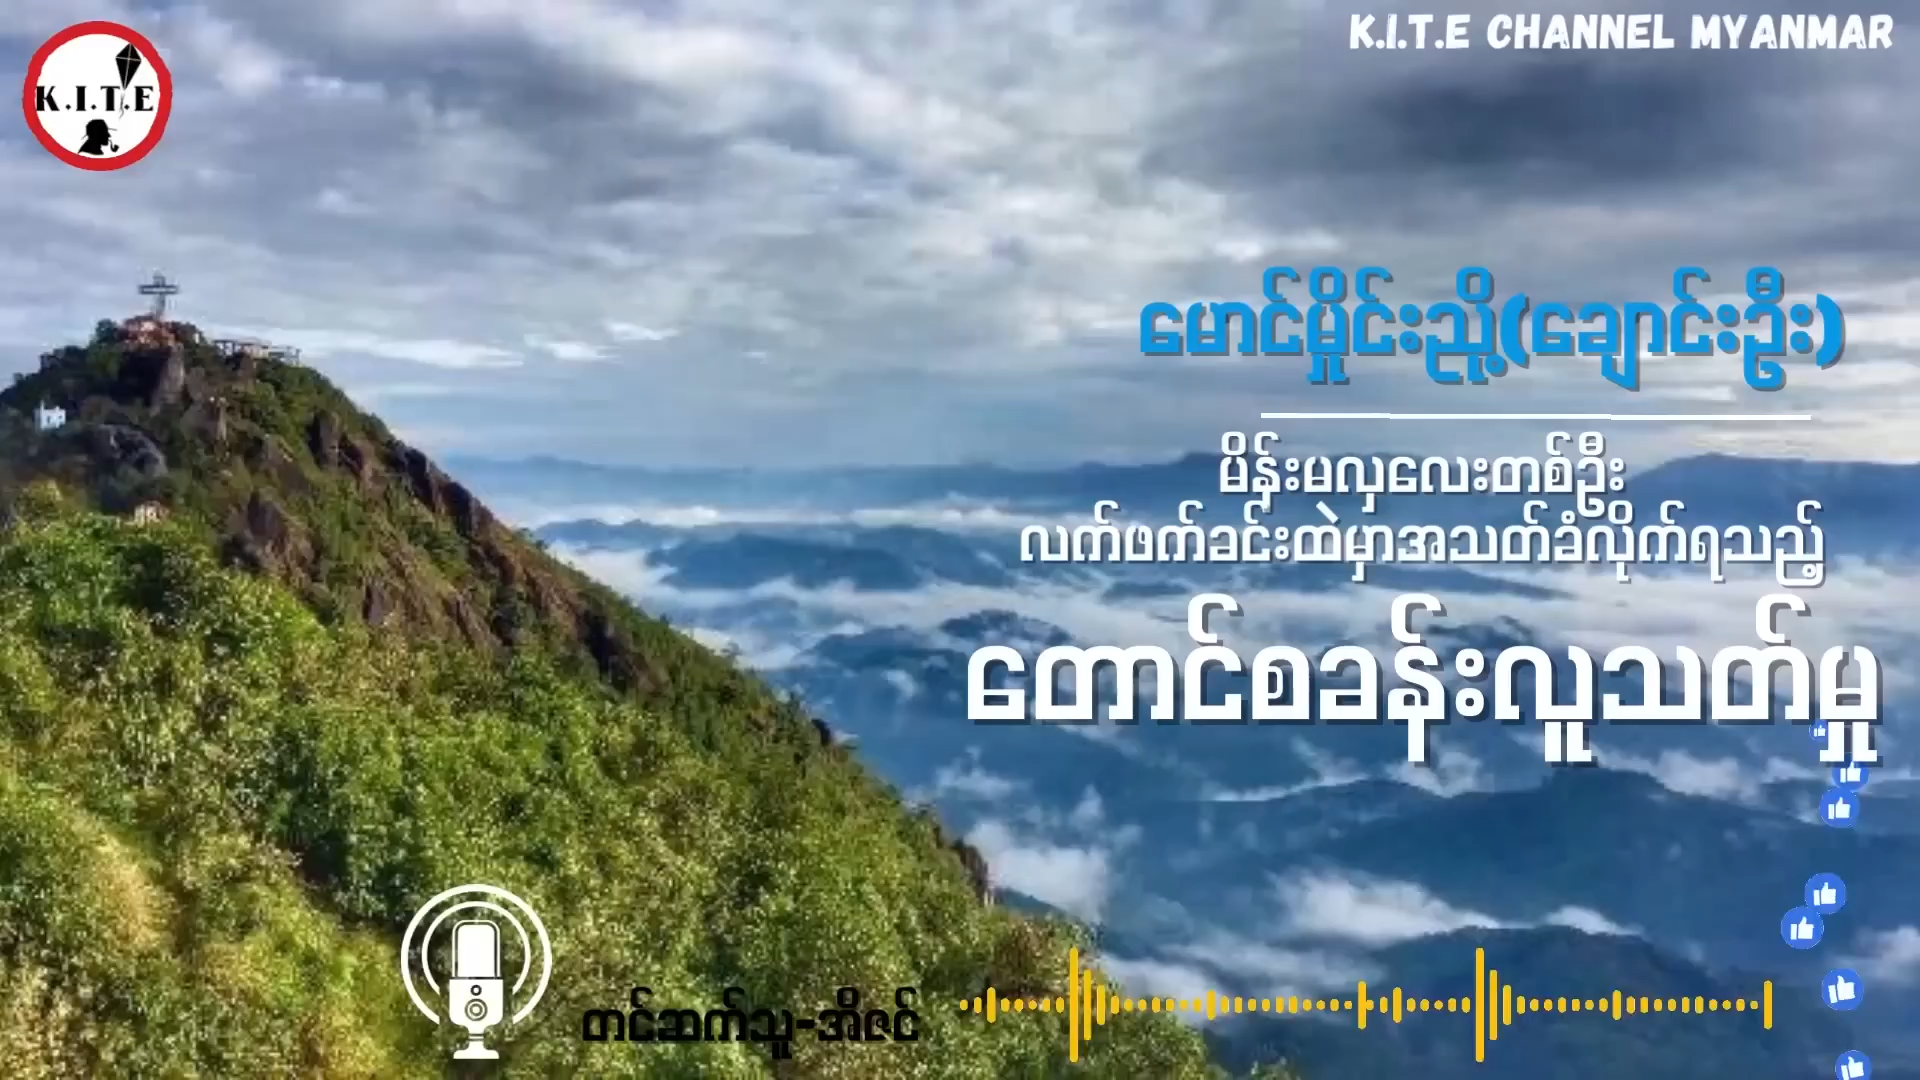 K.I.T.E CHANNEL MYANMAR
K.I.T.E
မောင်မှိုင်းညို့(ချောင်းဦး)
မိန်းမလှလေးတစ်ဦး
လက်ဖက်ခင်းထဲမှာအသတ်ခံလိုက်ရသည့်
တောင်စခန်းလူသတ်မှု
တင်ဆက်သူ-အိဇင်